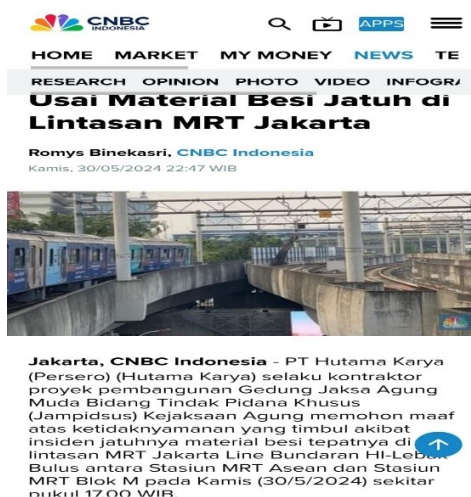 CNBC
INDONESIA
APPS
HOME MARKET MY MONEY NEWS TE
RESEARCH OPINION PHOTO VIDEO INFOGRA
Usai Material Besi Jatuh di
Lintasan MRT Jakarta
Romys Binekasri, CNBC Indonesia
Kamis, 30/05/2024 22:47 WIB
Jakarta, CNBC Indonesia - PT Hutama Karya
(Persero) (Hutama Karya) selaku kontraktor
proyek pembangunan Gedung Jaksa Agung
Muda Bidang Tindak Pidana Khusus
(Jampidsus) Kejaksaan Agung memohon maaf
atas ketidaknyamanan yang timbul akibat
insiden jatuhnya material besi tepatnya di
lintasan MRT Jakarta Line Bundaran HI-Lebak
Bulus antara Stasiun MRT Asean dan Stasiun
MRT Blok M pada Kamis (30/5/2024) sekitar
pukul 17.00 WIB.